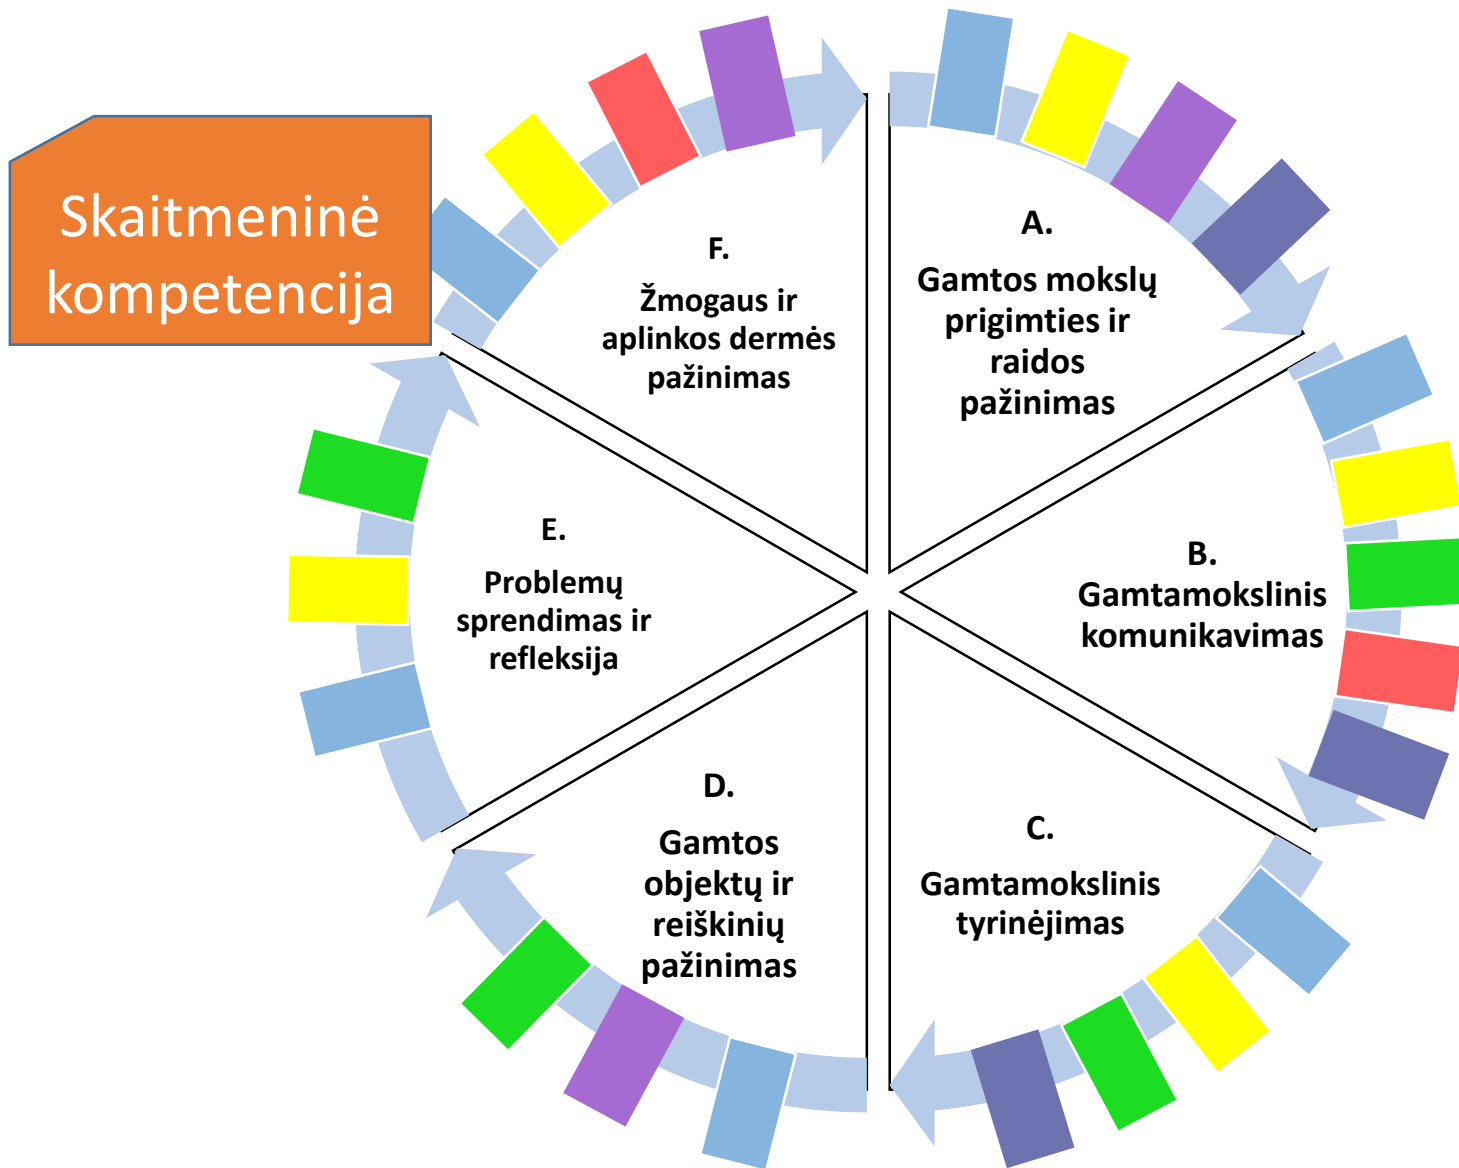 Skaitmeninė
kompetencija
A.
Gamtos mokslų
prigimties ir
raidos
pažinimas
B.
Gamtamokslinis
komunikavimas
C.
Gamtamokslinis
tyrinėjimas
D.
Gamtos
objektų ir
reiškinių
pažinimas
E.
Problemų
sprendimas ir
refleksija
F.
Žmogaus ir
aplinkos dermės
pažinimas